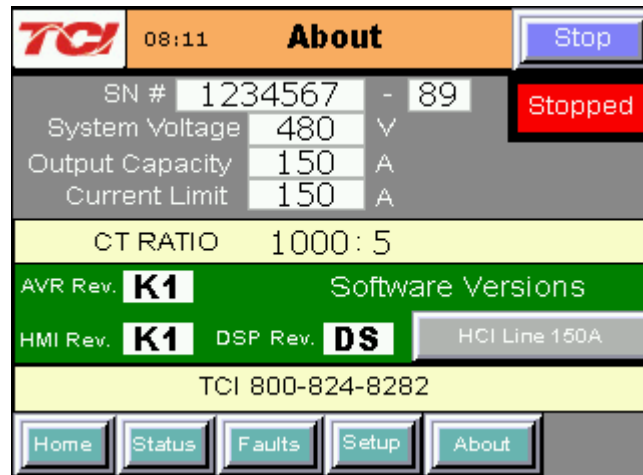 TCI 08:11 About Stop
SN # 1234567 - 89 Stopped
System Voltage 480 V
Output Capacity 150 A
Current Limit 150 A
CT RATIO 1000:5
AVR Rev. K1 Software Versions
HMI Rev. K1 DSP Rev. DS HCI Line 150A
TCI 800-824-8282
Home Status Faults Setup About